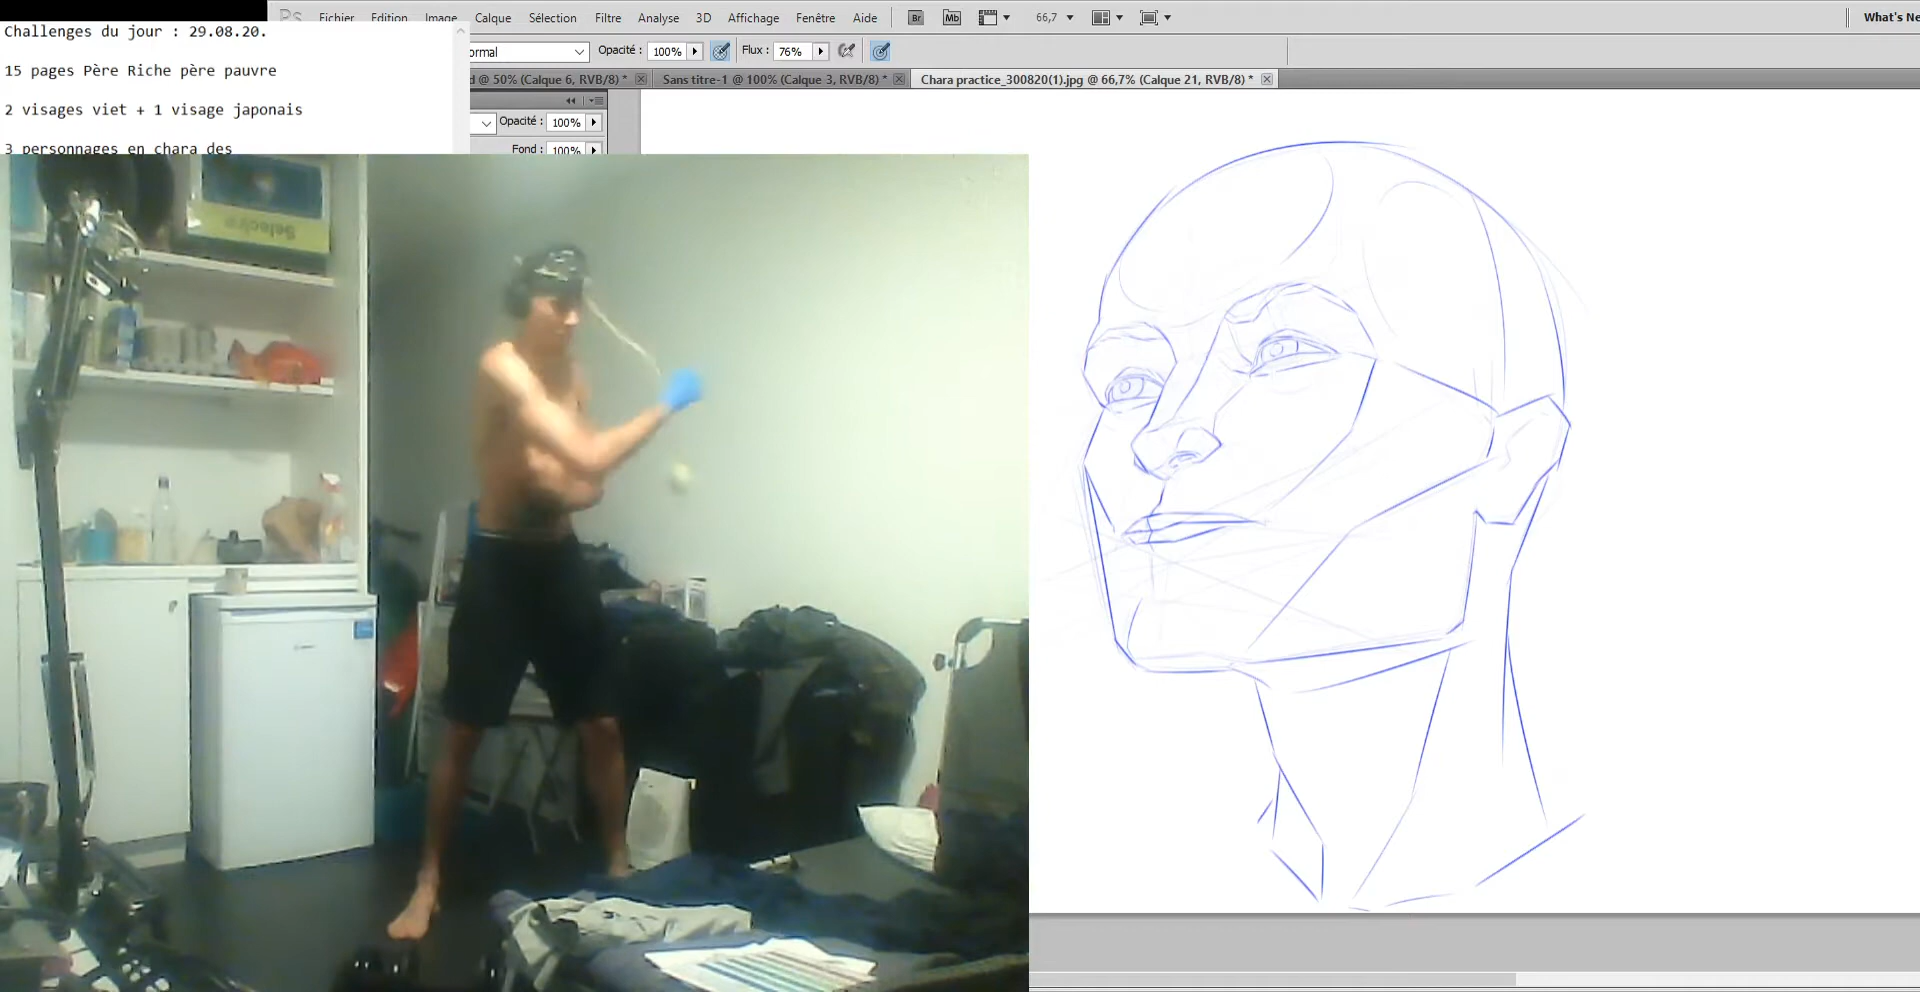 Ps Fichier Edition Image Calque Sélection Filtre Analyse 3D Affichage Fenêtre Aide Br Mb 66,7 What's Ne
Challenges du jour : 29.08.20.
ormal Opacité : 100% Flux : 76%
15 pages Père Riche père pauvre
d @ 50% (Calque 6, RVB/8) * Sans titre-1 @ 100% (Calque 3, RVB/8) * Chara practice_300820(1).jpg @ 66,7% (Calque 21, RVB/8) *
2 visages viet + 1 visage japonais
Opacité : 100%
3 personnages en chara des
Fond : 100%